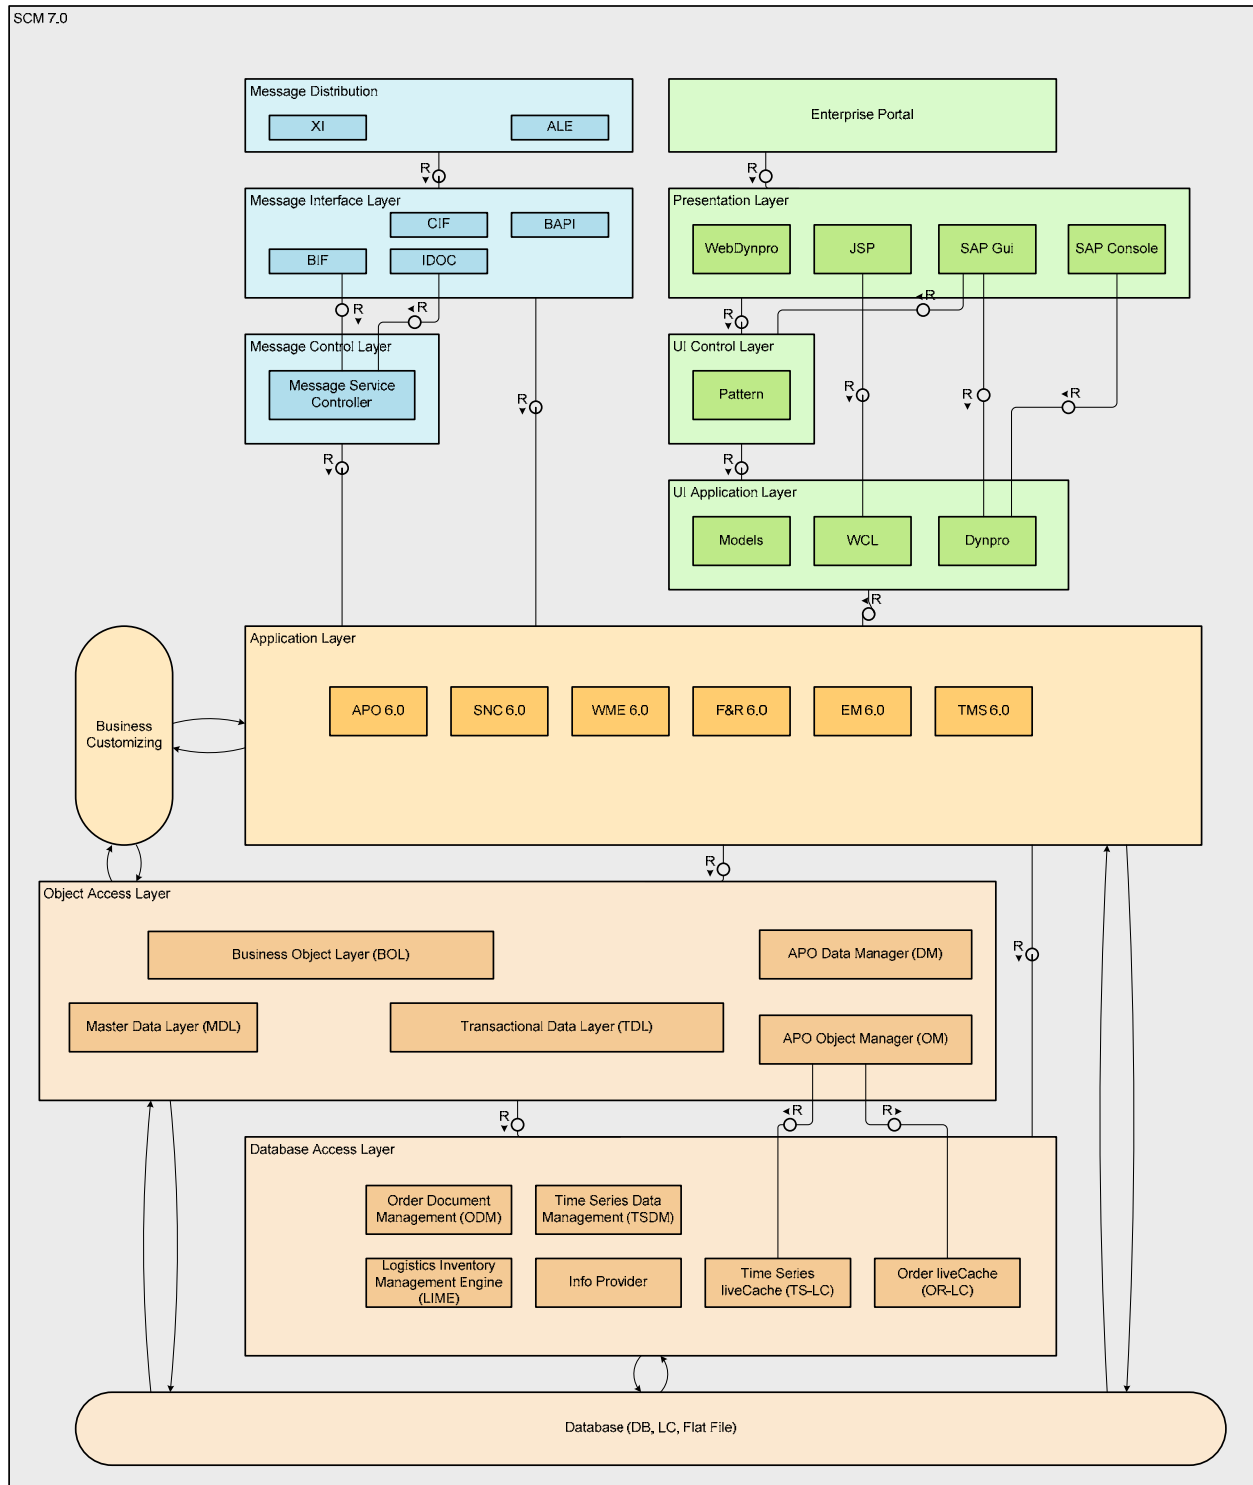 SCM 7.0
Message Distribution
XI
ALE
Enterprise Portal
R
R
Message Interface Layer
CIF
BAPI
BIF
IDOC
Presentation Layer
WebDynpro
JSP
SAP Gui
SAP Console
R
R
R
R
Message Control Layer
Message Service
Controller
UI Control Layer
Pattern
R
R
R
R
R
R
UI Application Layer
Models
WCL
Dynpro
R
Application Layer
APO 6.0
SNC 6.0
WME 6.0
F&R 6.0
EM 6.0
TMS 6.0
Business
Customizing
R
Object Access Layer
Business Object Layer (BOL)
APO Data Manager (DM)
R
Master Data Layer (MDL)
Transactional Data Layer (TDL)
APO Object Manager (OM)
R
R
R
Database Access Layer
Order Document
Management (ODM)
Time Series Data
Management (TSDM)
Logistics Inventory
Management Engine
(LIME)
Info Provider
Time Series
liveCache (TS-LC)
Order liveCache
(OR-LC)
Database (DB, LC, Flat File)